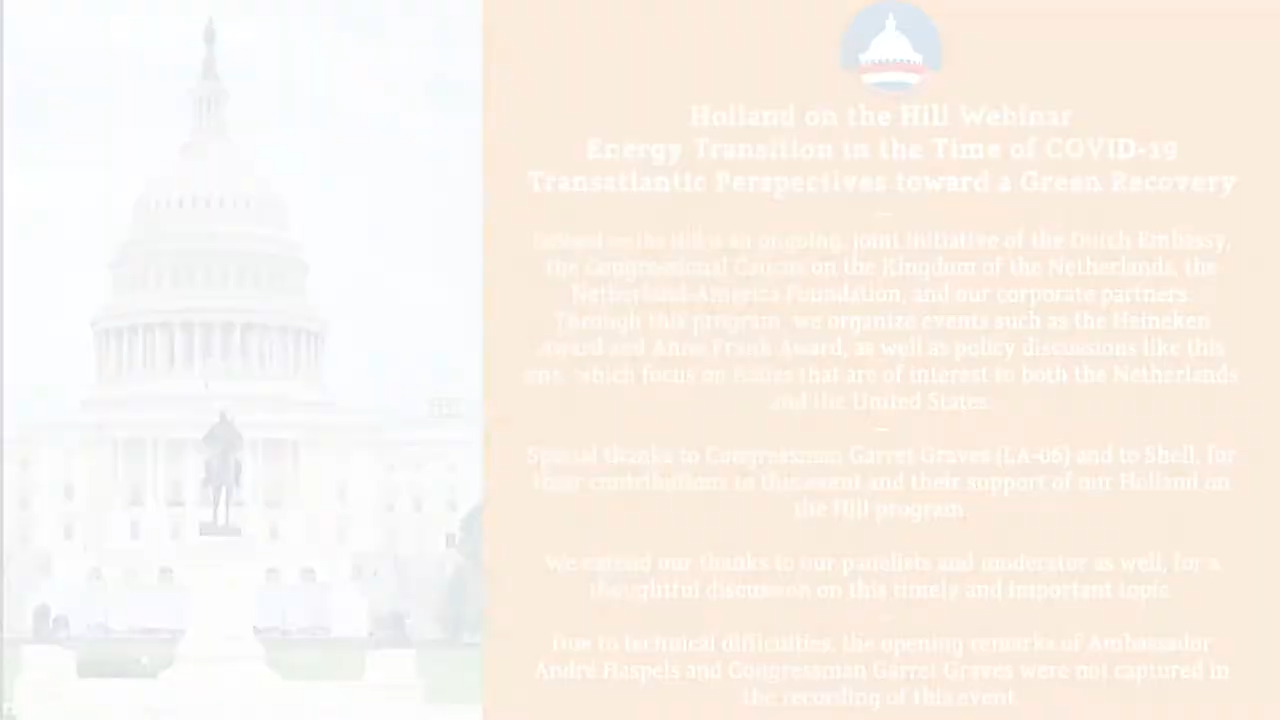 Holland on the Hill Webinar
Energy Transition in the Time of COVID-19
Transatlantic Perspectives toward a Green Recovery
Holland on the Hill is an ongoing, joint initiative of the Dutch Embassy,
the Congressional Caucus on the Kingdom of the Netherlands, the
Netherland-America Foundation, and our corporate partners.
Through this program, we organize events such as the Heineken
Award and Anne Frank Award, as well as policy discussions like this
one, which focus on issues that are of interest to both the Netherlands
and the United States.
Special thanks to Congressman Garret Graves (LA-06) and to Shell, for
their contributions to this event and their support of our Holland on
the Hill program.
We extend our thanks to our panelists and moderator as well, for a
thoughtful discussion on this timely and important topic.
Due to technical difficulties, the opening remarks of Ambassador
André Haspels and Congressman Garret Graves were not captured in
the recording of this event.